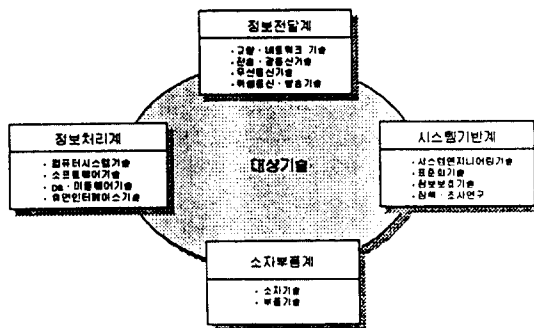 정보전달계
· 교환·네트워크 기술
· 전송·광통신기술
· 무선통신기술
· 위성통신·방송기술
정보처리계
· 컴퓨터시스템기술
· 소프트웨어기술
· DB·미들웨어기술
· 휴먼인터페이스기술
대상기술
시스템기반계
· 시스템엔지니어링기술
· 표준화기술
· 정보보호기술
· 정책·조사연구
소자부품계
· 소자기술
· 부품기술